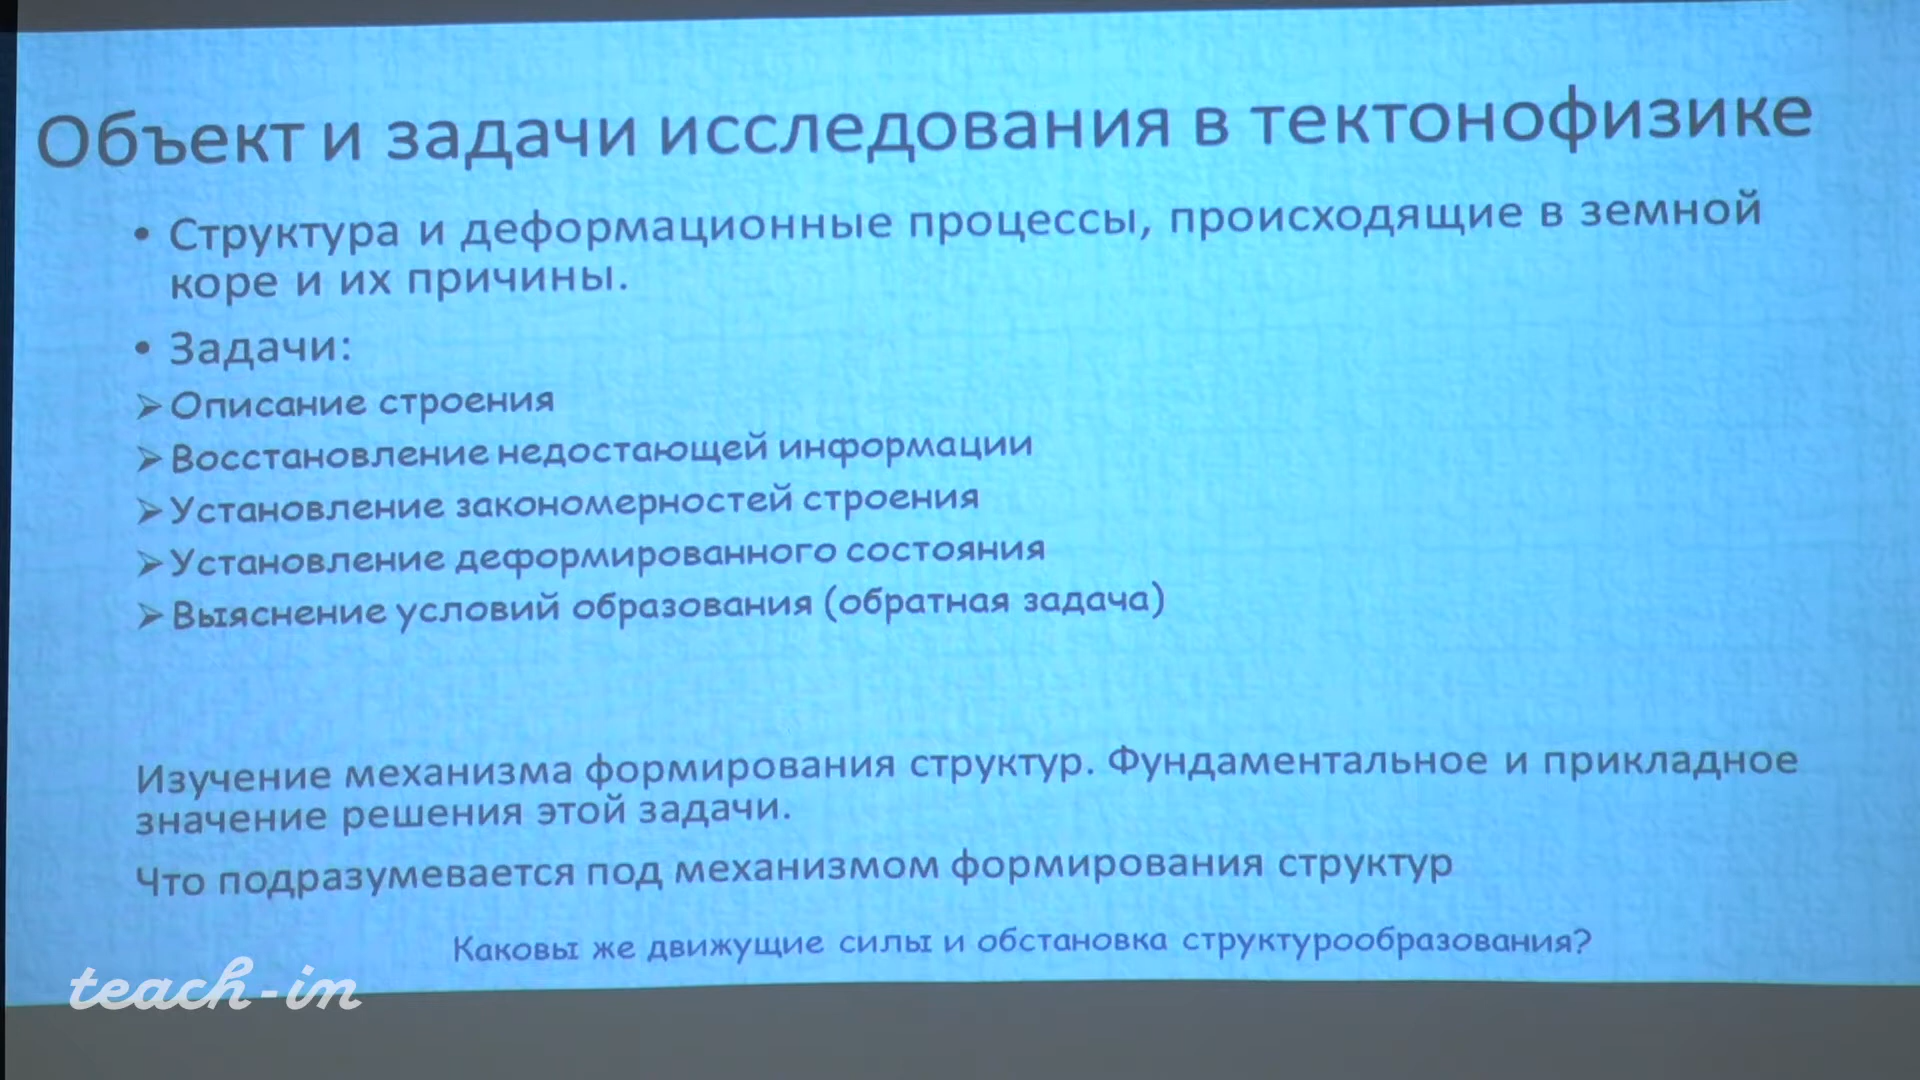 Объект и задачи исследования в тектонофизике
• Структура и деформационные процессы, происходящие в земной
коре и их причины.
• Задачи:
➢ Описание строения
➢ Восстановление недостающей информации
➢ Установление закономерностей строения
➢ Установление деформированного состояния
➢ Выяснение условий образования (обратная задача)
Изучение механизма формирования структур. Фундаментальное и прикладное
значение решения этой задачи.
Что подразумевается под механизмом формирования структур
Каковы же движущие силы и обстановка структурообразования?
teach-in